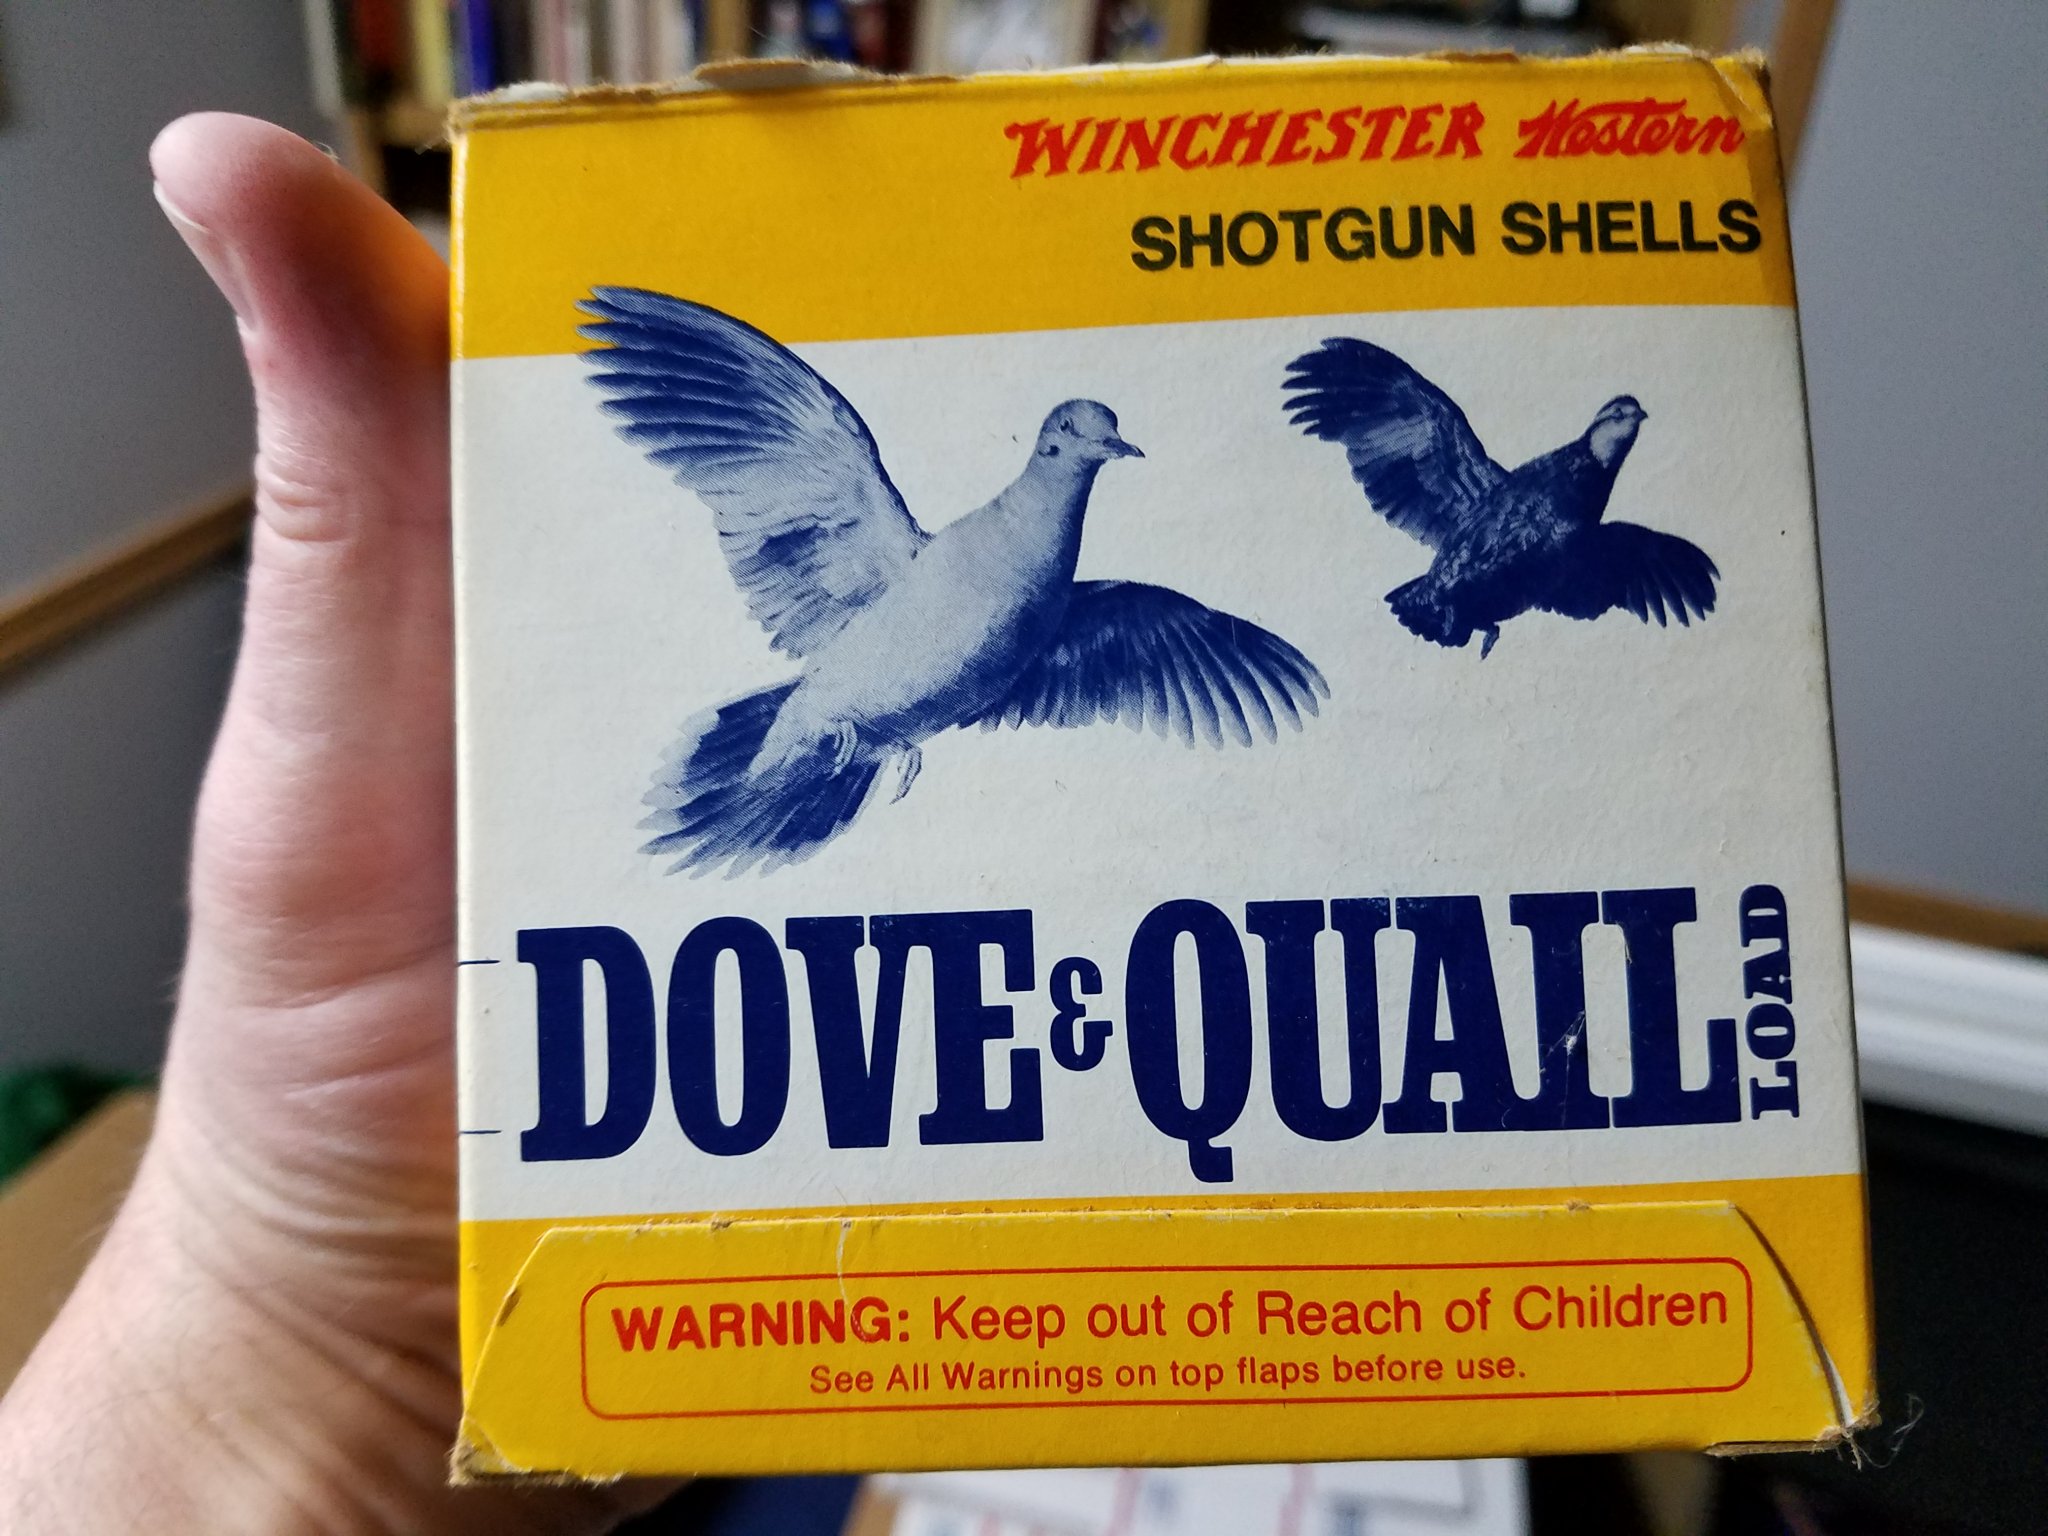 WINCHESTER Western
SHOTGUN SHELLS
DOVE & QUAIL LOAD
WARNING: Keep out of Reach of Children
See All Warnings on top flaps before use.